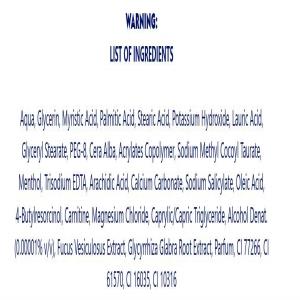 WARNING:
LIST OF INGREDIENTS
Aqua, Glycerin, Myristic Acid, Palmitic Acid, Stearic Acid, Potassium Hydroxide, Lauric Acid,
Glyceryl Stearate, PEG-8, Cera Alba, Acrylates Copolymer, Sodium Methyl Cocoyl Taurate,
Menthol, Trisodium EDTA, Arachidic Acid, Calcium Carbonate, Sodium Salicylate, Oleic Acid,
4-Butylresorcinol, Carnitine, Magnesium Chloride, Caprylic/Capric Triglyceride, Alcohol Denat.
(0.00001% v/v), Fucus Vesiculosus Extract, Glycyrrhiza Glabra Root Extract, Parfum, CI 77266, CI
61570, CI 16035, CI 10316